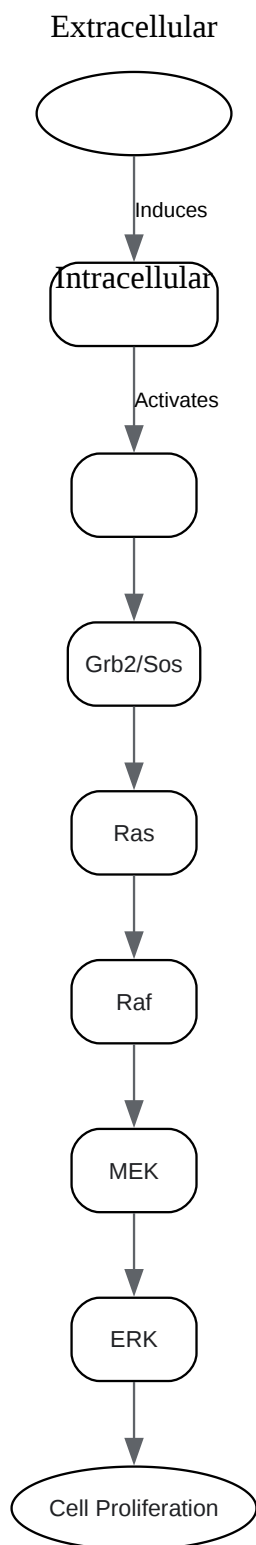 Extracellular
Induces
Intracellular
Activates
Grb2/Sos
Ras
Raf
MEK
ERK
Cell Proliferation